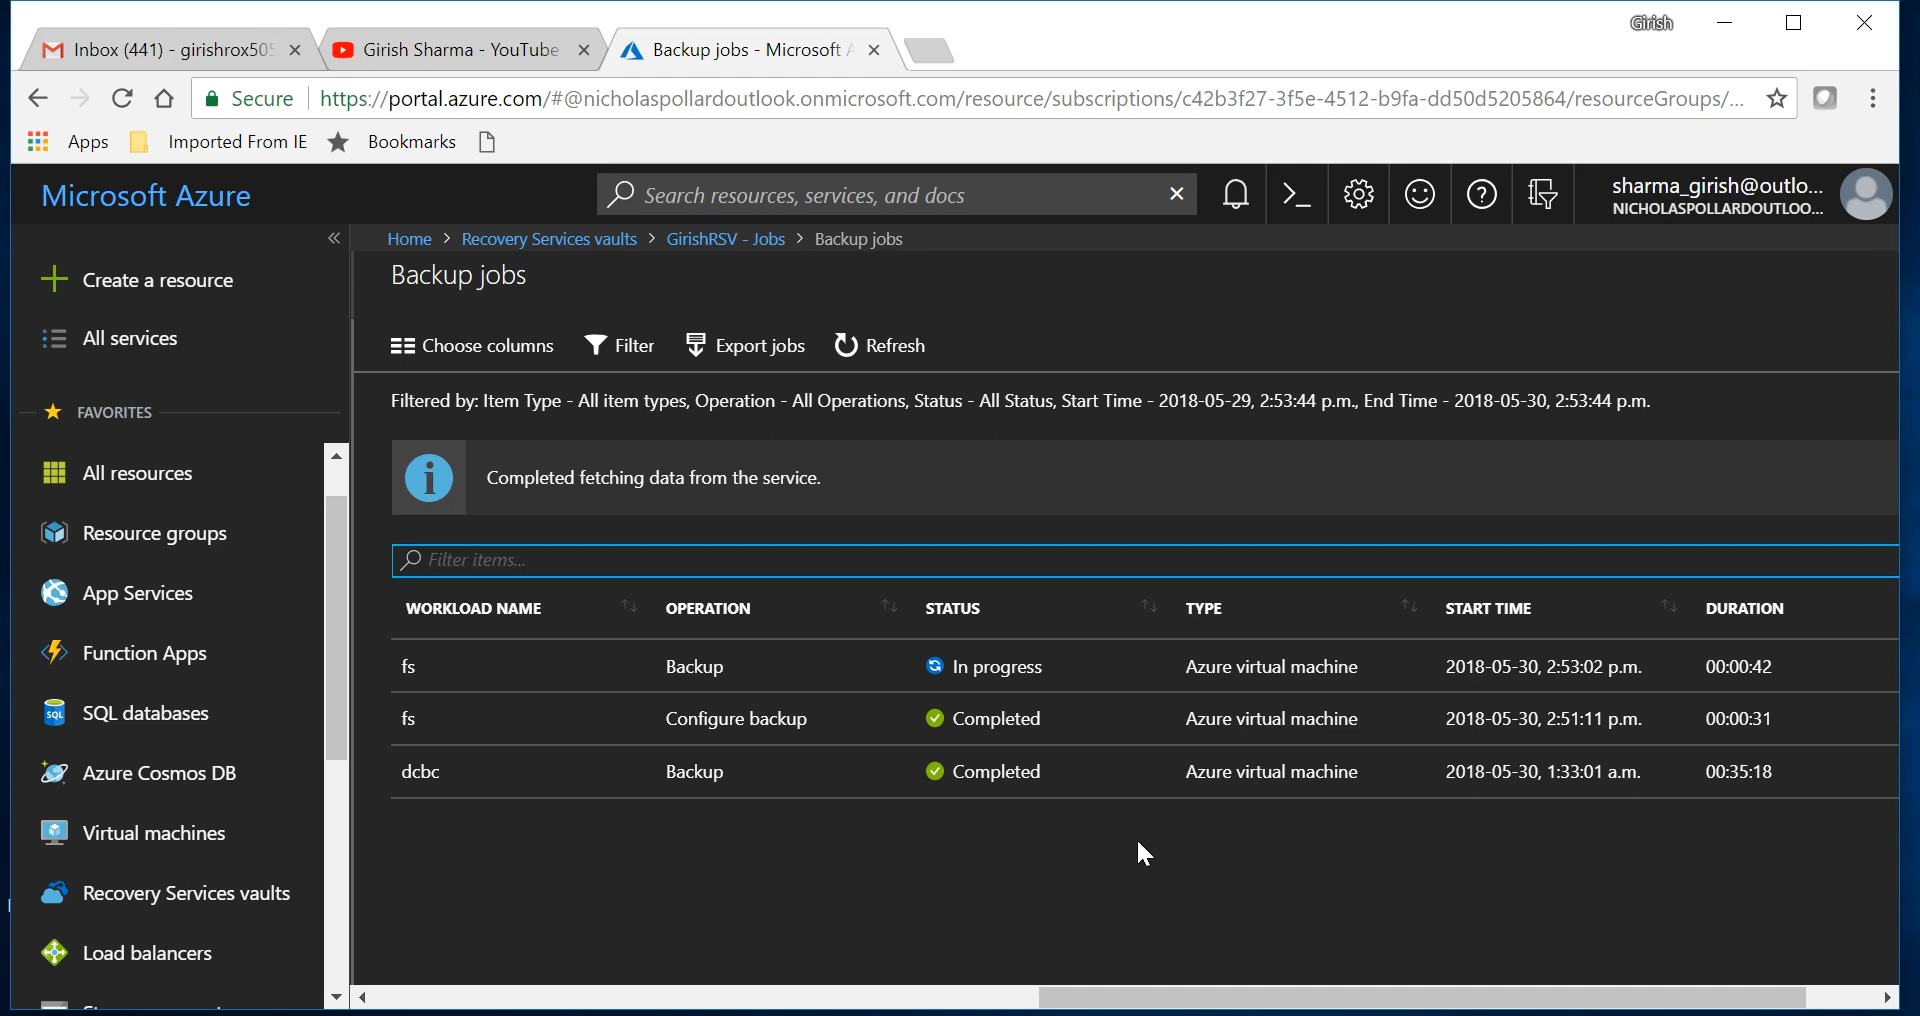 Girish
Inbox (441) - girishrox505
Girish Sharma - YouTube
Backup jobs - Microsoft A
Secure
https://portal.azure.com/#@nicholaspollardoutlook.onmicrosoft.com/resource/subscriptions/c42b3f27-3f5e-4512-b9fa-dd50d5205864/resourceGroups/...
Apps
Imported From IE
Bookmarks
Microsoft Azure
Search resources, services, and docs
sharma_girish@outlo...
NICHOLASPOLLARDOUTLOO...
Home > Recovery Services vaults > GirishRSV - Jobs > Backup jobs
Backup jobs
Create a resource
All services
FAVORITES
All resources
Resource groups
App Services
Function Apps
SQL databases
Azure Cosmos DB
Virtual machines
Recovery Services vaults
Load balancers
Choose columns Filter Export jobs Refresh
Filtered by: Item Type - All item types, Operation - All Operations, Status - All Status, Start Time - 2018-05-29, 2:53:44 p.m., End Time - 2018-05-30, 2:53:44 p.m.
Completed fetching data from the service.
Filter items...
WORKLOAD NAME OPERATION STATUS TYPE START TIME DURATION
fs Backup In progress Azure virtual machine 2018-05-30, 2:53:02 p.m. 00:00:42
fs Configure backup Completed Azure virtual machine 2018-05-30, 2:51:11 p.m. 00:00:31
dcbc Backup Completed Azure virtual machine 2018-05-30, 1:33:01 a.m. 00:35:18